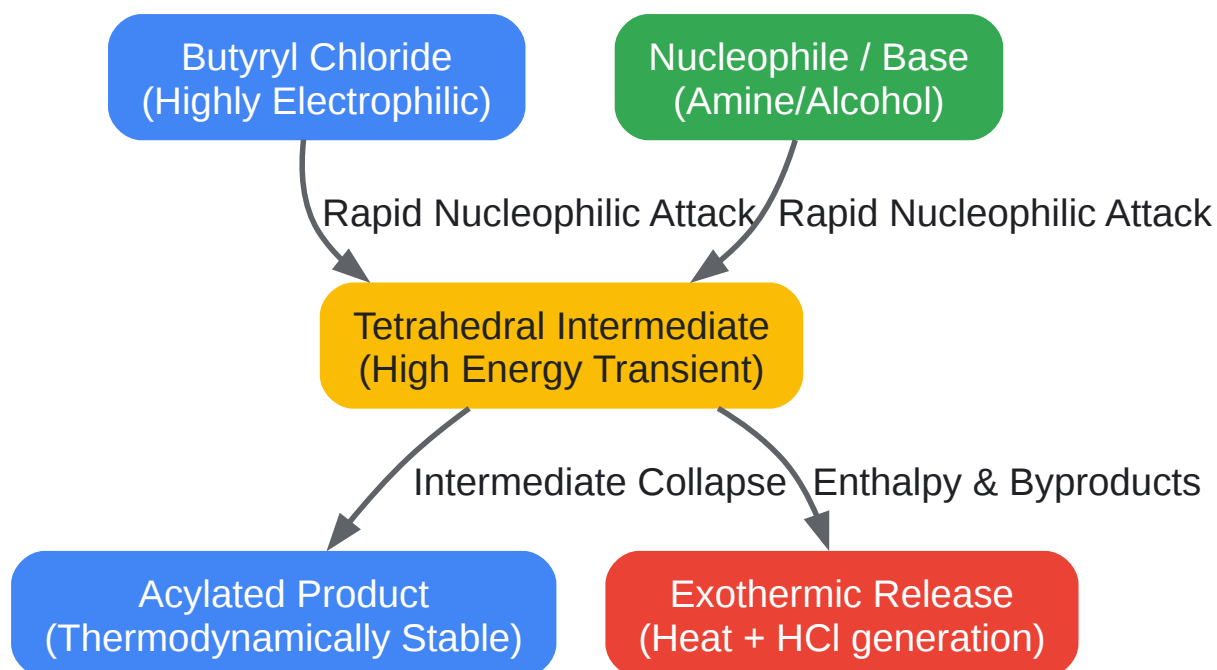 Butyryl Chloride
(Highly Electrophilic)
Nucleophile / Base
(Amine/Alcohol)
Rapid Nucleophilic Attack
Rapid Nucleophilic Attack
Tetrahedral Intermediate
(High Energy Transient)
Intermediate Collapse
Enthalpy & Byproducts
Acylated Product
(Thermodynamically Stable)
Exothermic Release
(Heat + HCl generation)